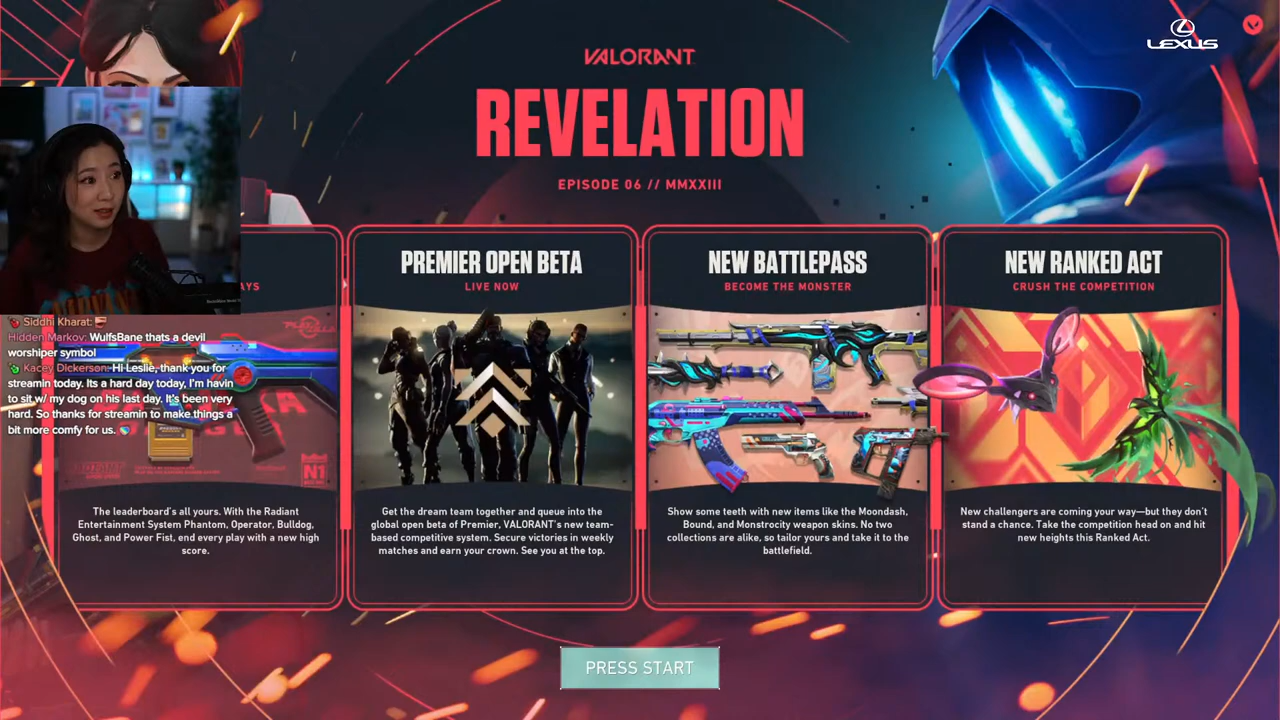 VALORANT
REVELATION
EPISODE 06 // MMXXIII
LEXUS
AYS
PREMIER OPEN BETA
LIVE NOW
NEW BATTLEPASS
BECOME THE MONSTER
NEW RANKED ACT
CRUSH THE COMPETITION
Siddhi Kharat:
Hidden Markov: WulfsBane thats a devil
worshiper symbol
Kacey Dickerson: Hi Leslie, thank you for
streamin today. Its a hard day today, I'm havin
to sit w/ my dog on his last day. It's been very
hard. So thanks for streamin to make things a
bit more comfy for us.
N1
The leaderboard's all yours. With the Radiant
Entertainment System Phantom, Operator, Bulldog,
Ghost, and Power Fist, end every play with a new high
score.
Get the dream team together and queue into the
global open beta of Premier, VALORANT's new team-
based competitive system. Secure victories in weekly
matches and earn your crown. See you at the top.
Show some teeth with new items like the Moondash,
Bound, and Monstrocity weapon skins. No two
collections are alike, so tailor yours and take it to the
battlefield.
New challengers are coming your way—but they don't
stand a chance. Take the competition head on and hit
new heights this Ranked Act.
PRESS START